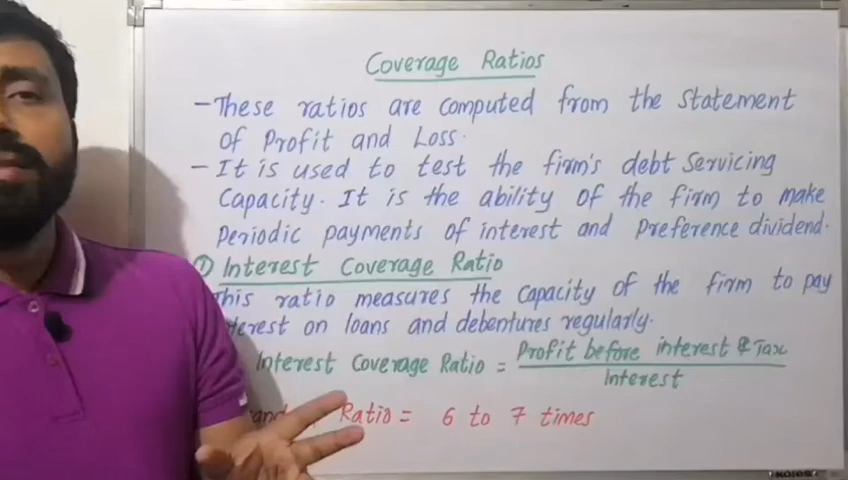 Coverage Ratios
- These ratios are computed from the Statement
of Profit and Loss.
- It is used to test the firm's debt Servicing
Capacity. It is the ability of the firm to make
Periodic payments of interest and Preference dividend.
① Interest Coverage Ratio
This ratio measures the Capacity of the firm to pay
terest on loans and debentures regularly.
Interest Coverage Ratio = Profit before interest & Tax
Interest
Ratio = 6 to 7 times